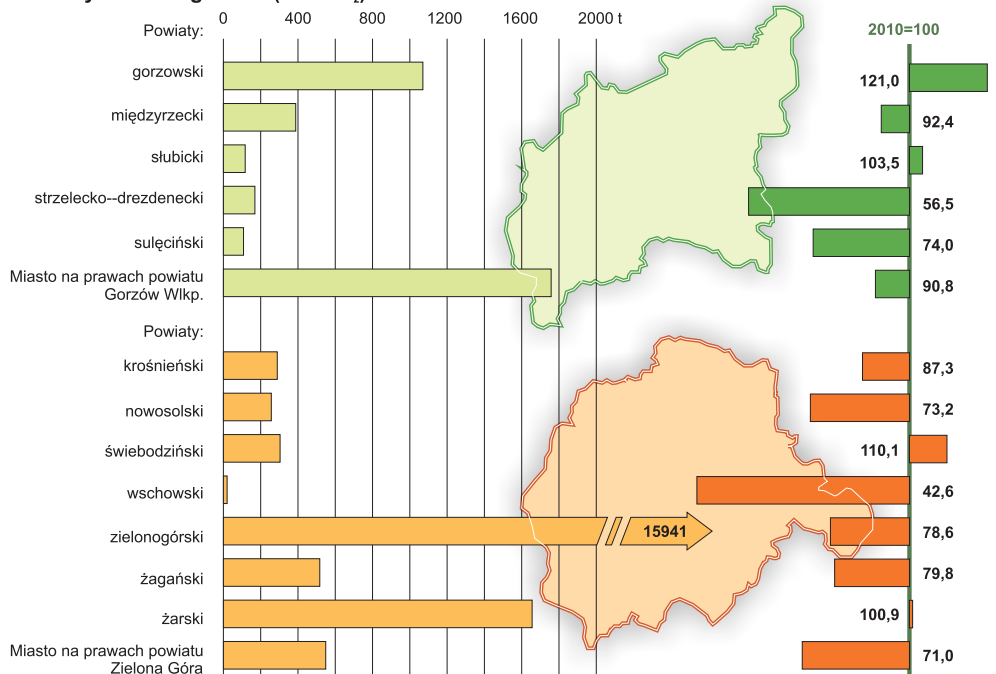 0 400 800 1200 1600 2000 t
Powiaty:
2010=100
gorzowski
121,0
międzyrzecki
92,4
słubicki
103,5
strzelecko--drezdenecki
56,5
sulęciński
74,0
Miasto na prawach powiatu
Gorzów Wlkp.
90,8
Powiaty:
krośnieński
87,3
nowosolski
73,2
świebodziński
110,1
wschowski
42,6
zielonogórski
15941
78,6
żagański
79,8
żarski
100,9
Miasto na prawach powiatu
Zielona Góra
71,0